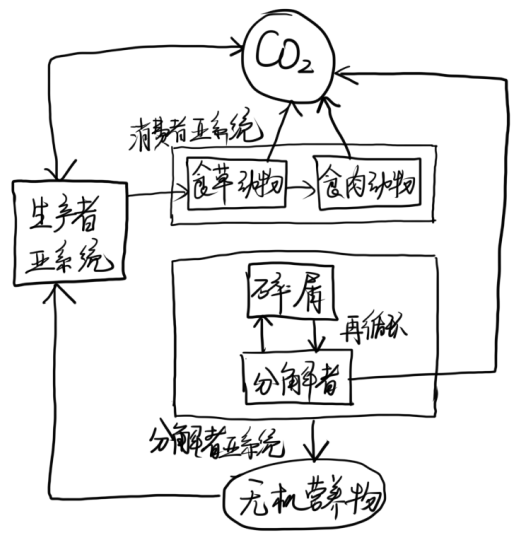 CO₂
消费者亚系统
食草动物
食肉动物
生产者
亚系统
碎屑
再循环
分解者
分解者亚系统
无机营养物